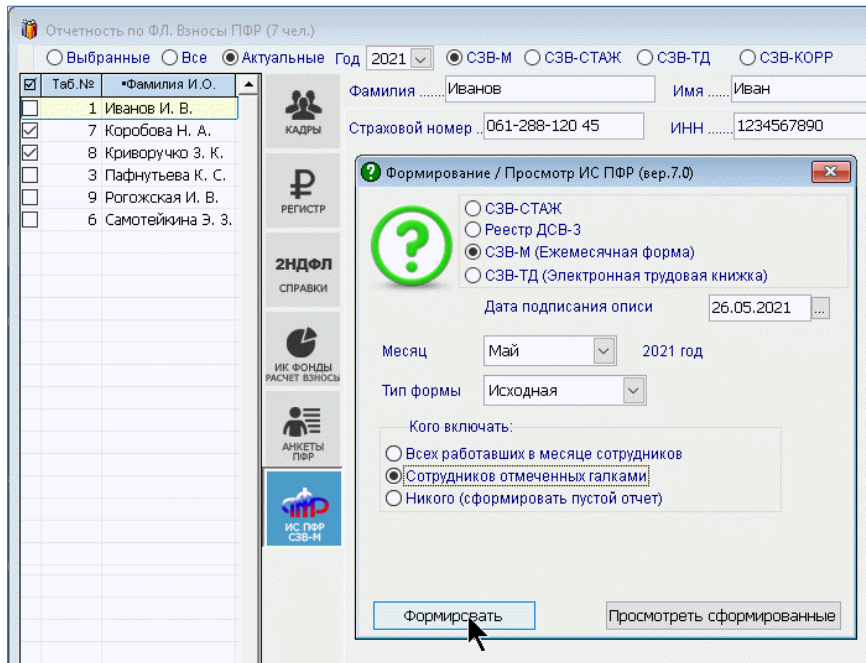 Отчетность по ФЛ. Взносы ПФР (7 чел.)
Выбранные Все Актуальные Год 2021 СЗВ-М СЗВ-СТАЖ СЗВ-ТД СЗВ-КОРР
Таб.№ Фамилия И.О.
1 Иванов И. В.
7 Коробова Н. А.
8 Криворучко З. К.
3 Пафнутьева К. С.
9 Рогожская И. В.
6 Самотейкина Э. З.
КАДРЫ
РЕГИСТР
2НДФЛ
СПРАВКИ
ИК ФОНДЫ
РАСЧЕТ ВЗНОСЫ
АНКЕТЫ
ПФР
ИС ПФР
СЗВ-М
Фамилия ...... Иванов Имя ..... Иван
Страховой номер .. 061-288-120 45 ИНН ....... 1234567890
Формирование / Просмотр ИС ПФР (вер.7.0)
СЗВ-СТАЖ
Реестр ДСВ-3
СЗВ-М (Ежемесячная форма)
СЗВ-ТД (Электронная трудовая книжка)
Дата подписания описи 26.05.2021 ...
Месяц Май 2021 год
Тип формы Исходная
Кого включать:
Всех работавших в месяце сотрудников
Сотрудников отмеченных галками
Никого (сформировать пустой отчет)
Формировать Просмотреть сформированные